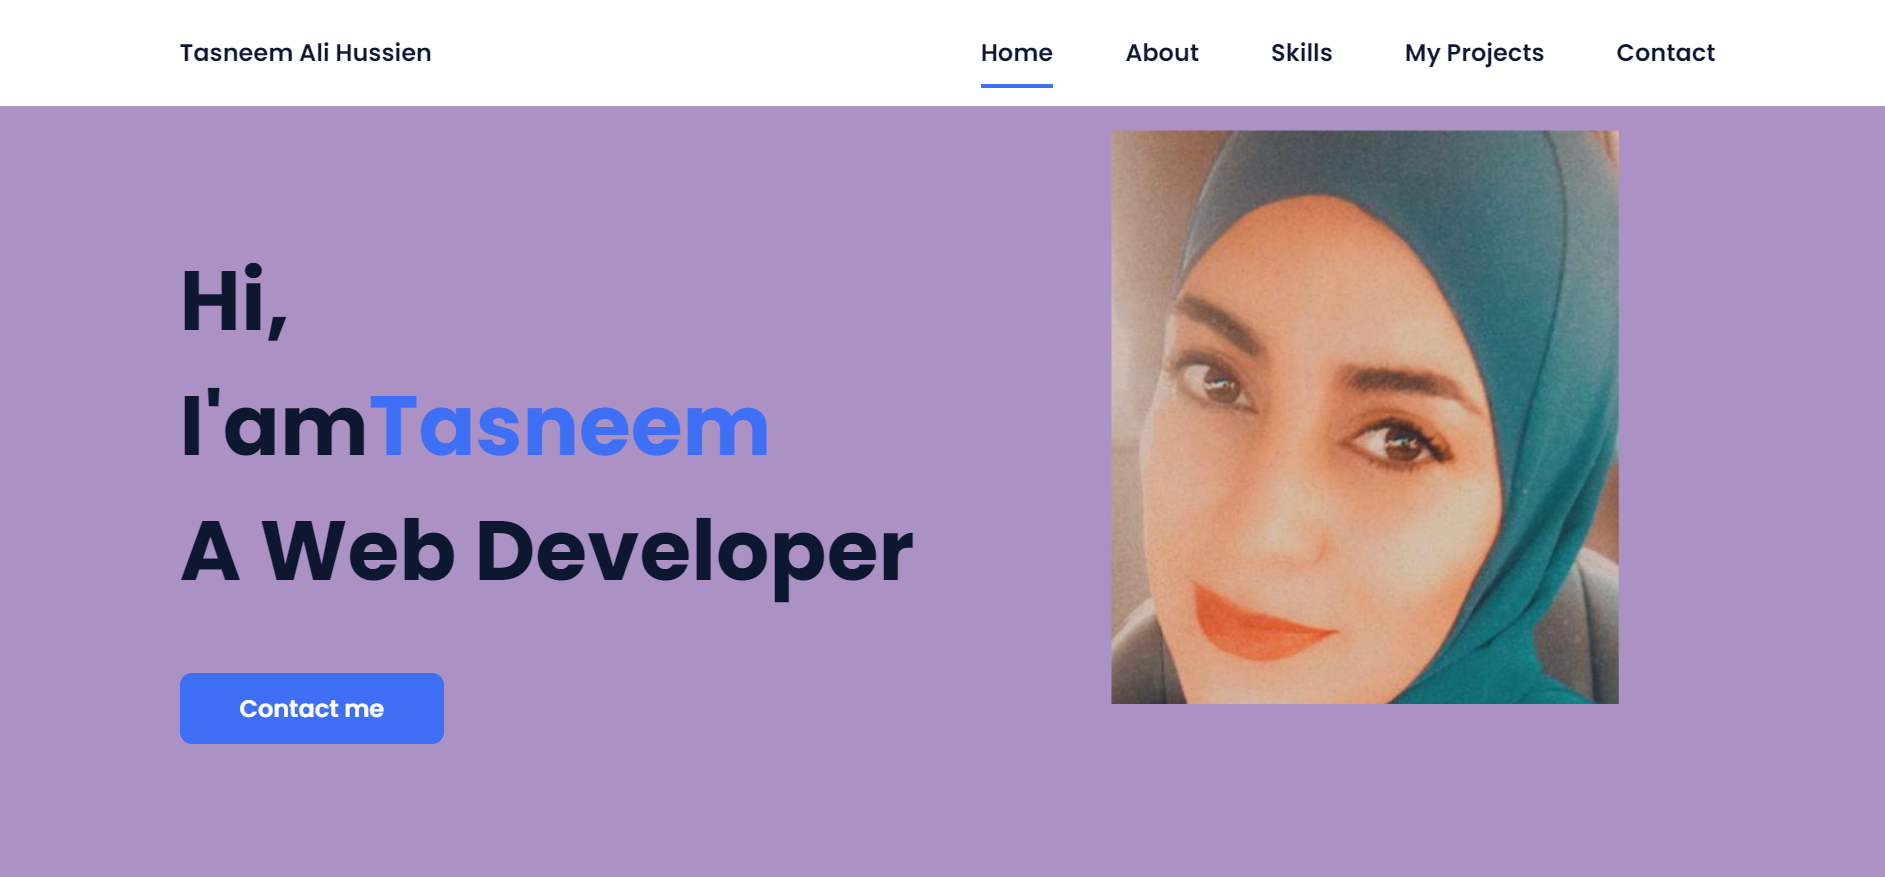 Tasneem Ali Hussien
Home About Skills My Projects Contact
Hi,
I'amTasneem
A Web Developer
Contact me